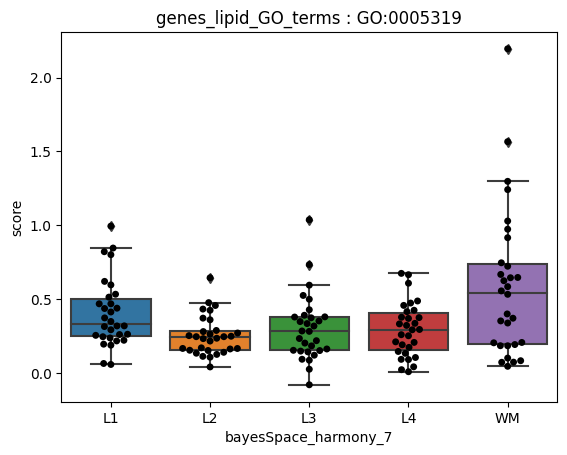 genes_lipid_GO_terms : GO:0005319
2.0
1.5
1.0
0.5
0.0
score
L1 L2 L3 L4 WM
bayesSpace_harmony_7